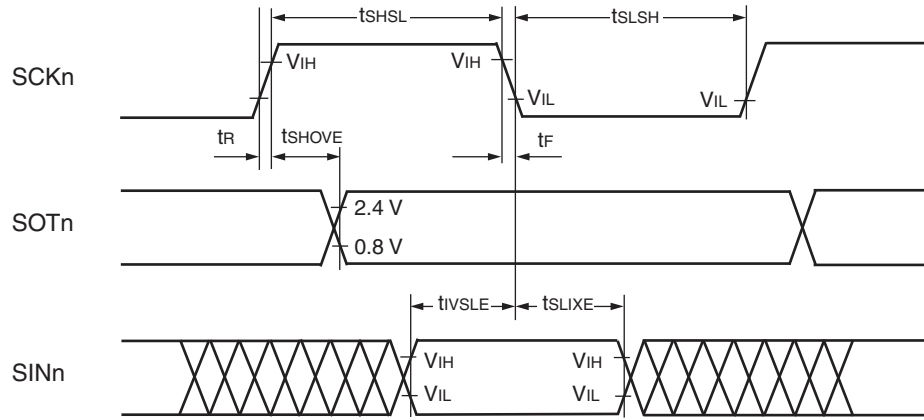 tSHSL
tSLSH
SCKn
VIH
VIH
VIL
VIL
tR
tSHOVE
tF
SOTn
2.4 V
0.8 V
tIVSLE
tSLIXE
SINn
VIH
VIH
VIL
VIL